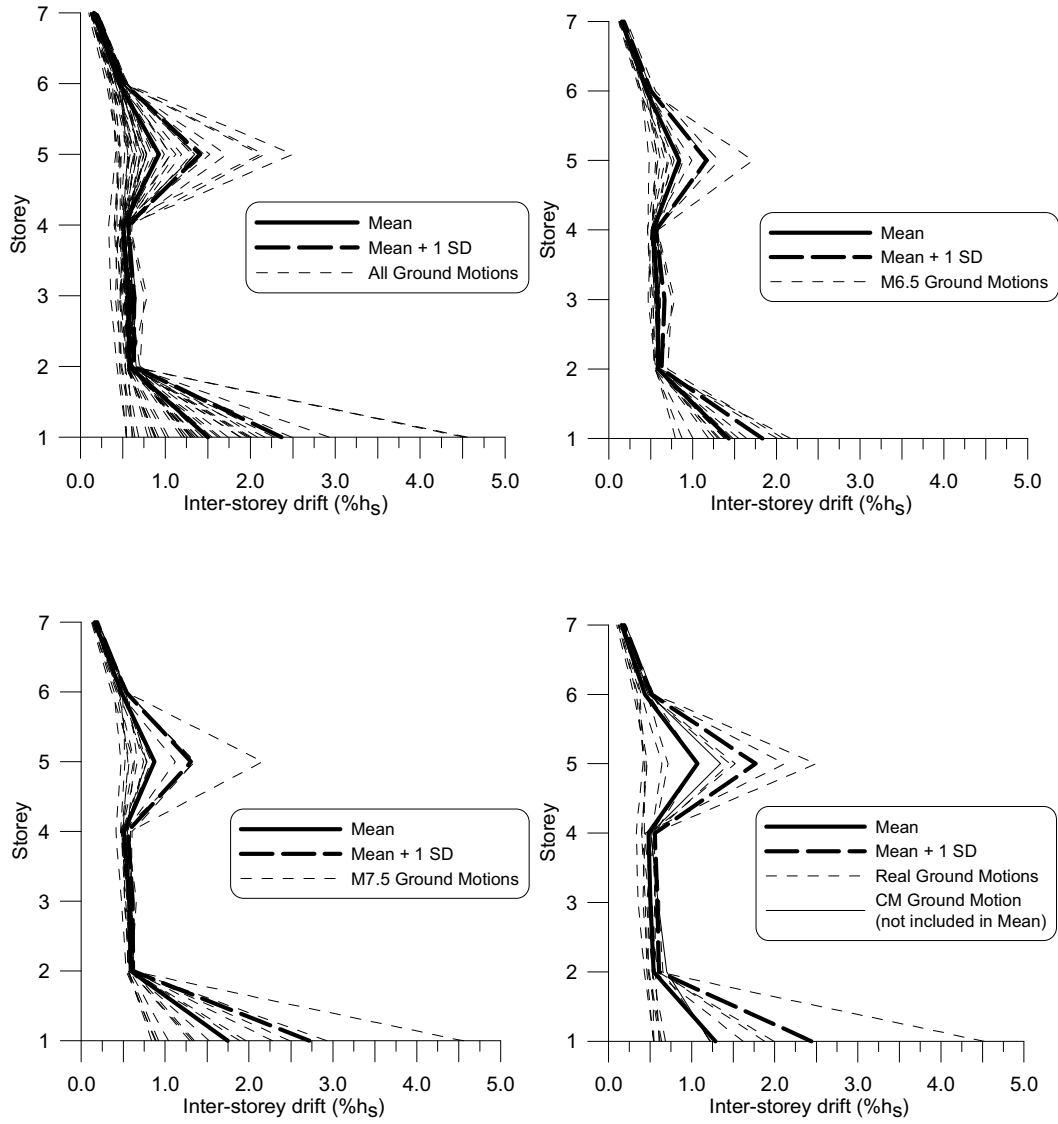 7
6
5
4
3
2
1
Storey
Mean
Mean + 1 SD
All Ground Motions
0.0 1.0 2.0 3.0 4.0 5.0
Inter-storey drift (%hs)
7
6
5
4
3
2
1
Storey
Mean
Mean + 1 SD
M6.5 Ground Motions
0.0 1.0 2.0 3.0 4.0 5.0
Inter-storey drift (%hs)
7
6
5
4
3
2
1
Storey
Mean
Mean + 1 SD
M7.5 Ground Motions
0.0 1.0 2.0 3.0 4.0 5.0
Inter-storey drift (%hs)
7
6
5
4
3
2
1
Storey
Mean
Mean + 1 SD
Real Ground Motions
CM Ground Motion
(not included in Mean)
0.0 1.0 2.0 3.0 4.0 5.0
Inter-storey drift (%hs)